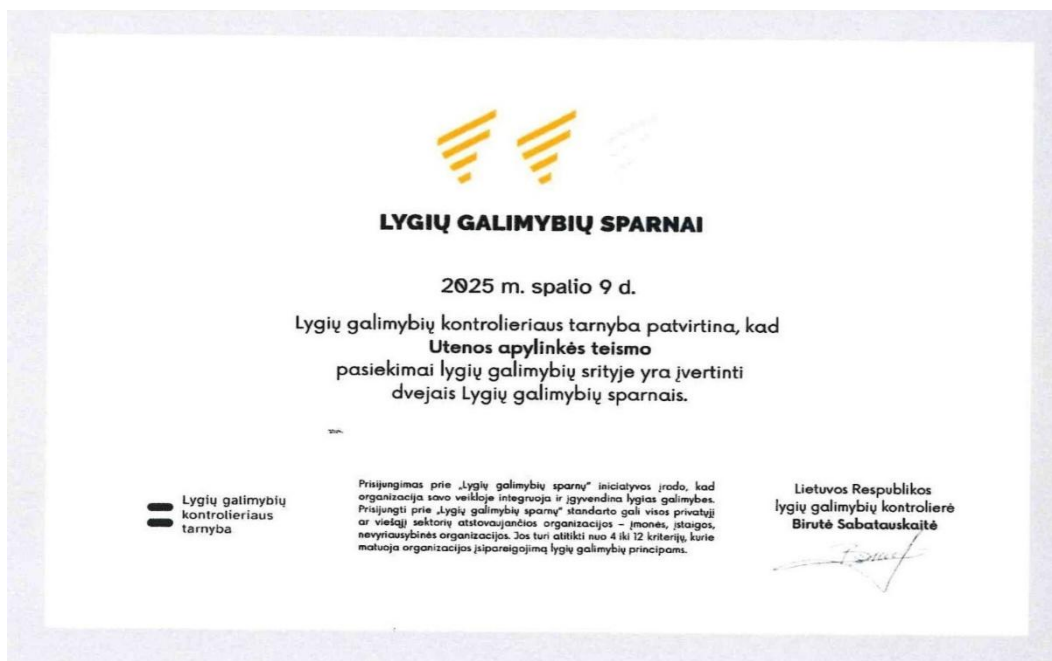 LYGIŲ GALIMYBIŲ SPARNAI
2025 m. spalio 9 d.
Lygių galimybių kontrolieriaus tarnyba patvirtina, kad
Utenos apylinkės teismo
pasiekimai lygių galimybių srityje yra įvertinti
dvejais Lygių galimybių sparnais.
Lygių galimybių
kontrolieriaus
tarnyba
Prisijungimas prie „Lygių galimybių sparnų“ iniciatyvos įrodo, kad
organizacija savo veikloje integruoja ir įgyvendina lygias galimybes.
Prisijungti prie „Lygių galimybių sparnų“ standarto gali visos privatųjį
ar viešąjį sektorių atstovaujančios organizacijos – įmonės, įstaigos,
nevyriausybinės organizacijos. Jos turi atitikti nuo 4 iki 12 kriterijų, kurie
matuoja organizacijos įsipareigojimą lygių galimybių principams.
Lietuvos Respublikos
lygių galimybių kontrolierė
Birutė Sabatauskaitė